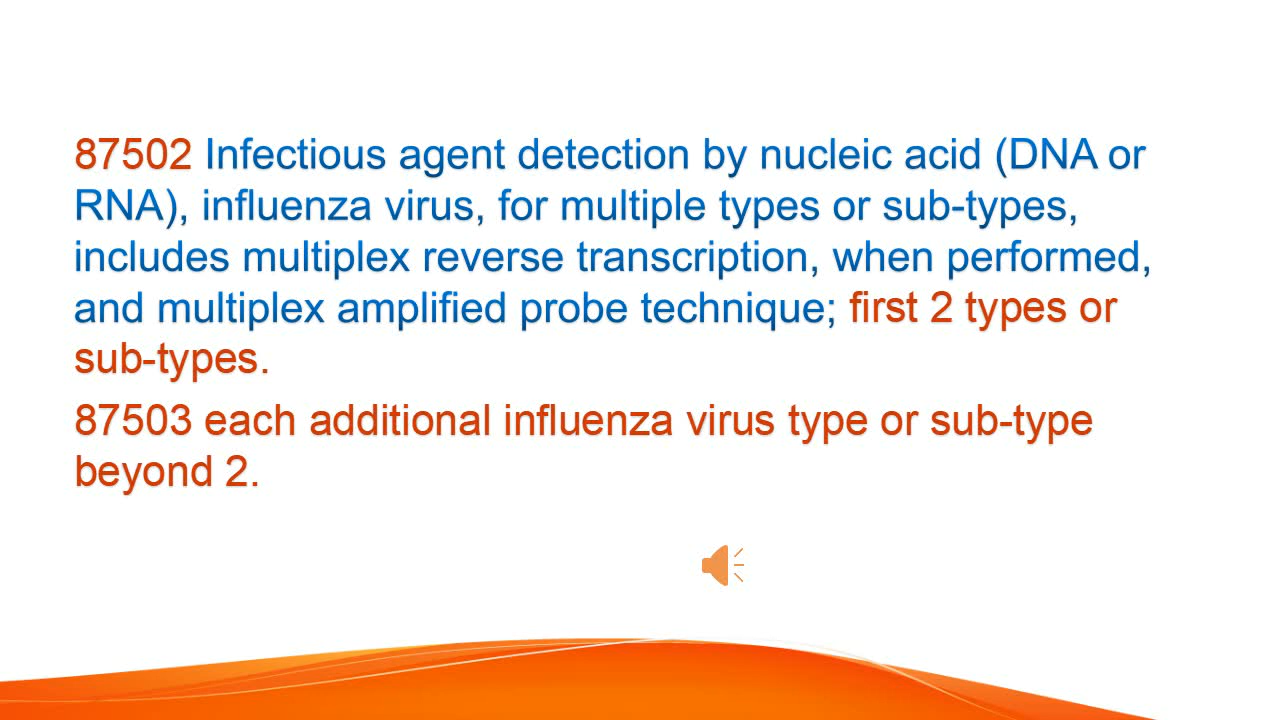 87502 Infectious agent detection by nucleic acid (DNA or
RNA), influenza virus, for multiple types or sub-types,
includes multiplex reverse transcription, when performed,
and multiplex amplified probe technique; first 2 types or
sub-types.
87503 each additional influenza virus type or sub-type
beyond 2.